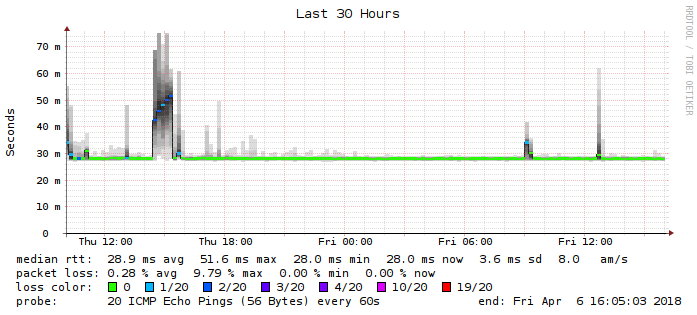 Last 30 Hours
RRDTOOL / TOBI OETIKER
Seconds
70 m
60 m
50 m
40 m
30 m
20 m
10 m
0
Thu 12:00 Thu 18:00 Fri 00:00 Fri 06:00 Fri 12:00
median rtt: 28.9 ms avg 51.6 ms max 28.0 ms min 28.0 ms now 3.6 ms sd 8.0 am/s
packet loss: 0.28 % avg 9.79 % max 0.00 % min 0.00 % now
loss color: 0 1/20 2/20 3/20 4/20 10/20 19/20
probe: 20 ICMP Echo Pings (56 Bytes) every 60s end: Fri Apr 6 16:05:03 2018